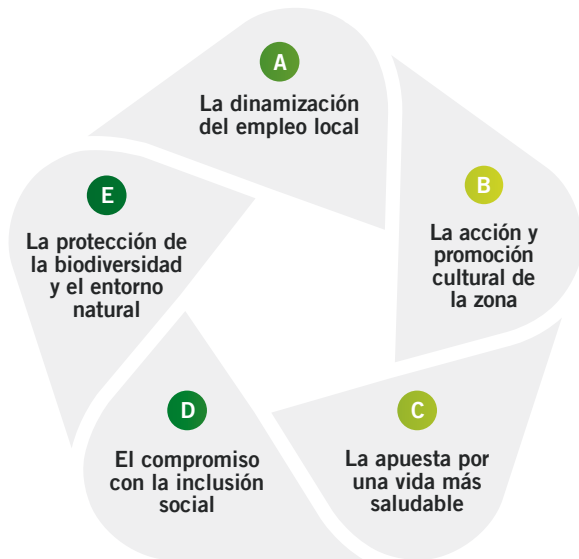 A
La dinamización
del empleo local
B
La acción y
promoción
cultural de
la zona
C
La apuesta por
una vida más
saludable
D
El compromiso
con la inclusión
social
E
La protección de
la biodiversidad
y el entorno
natural